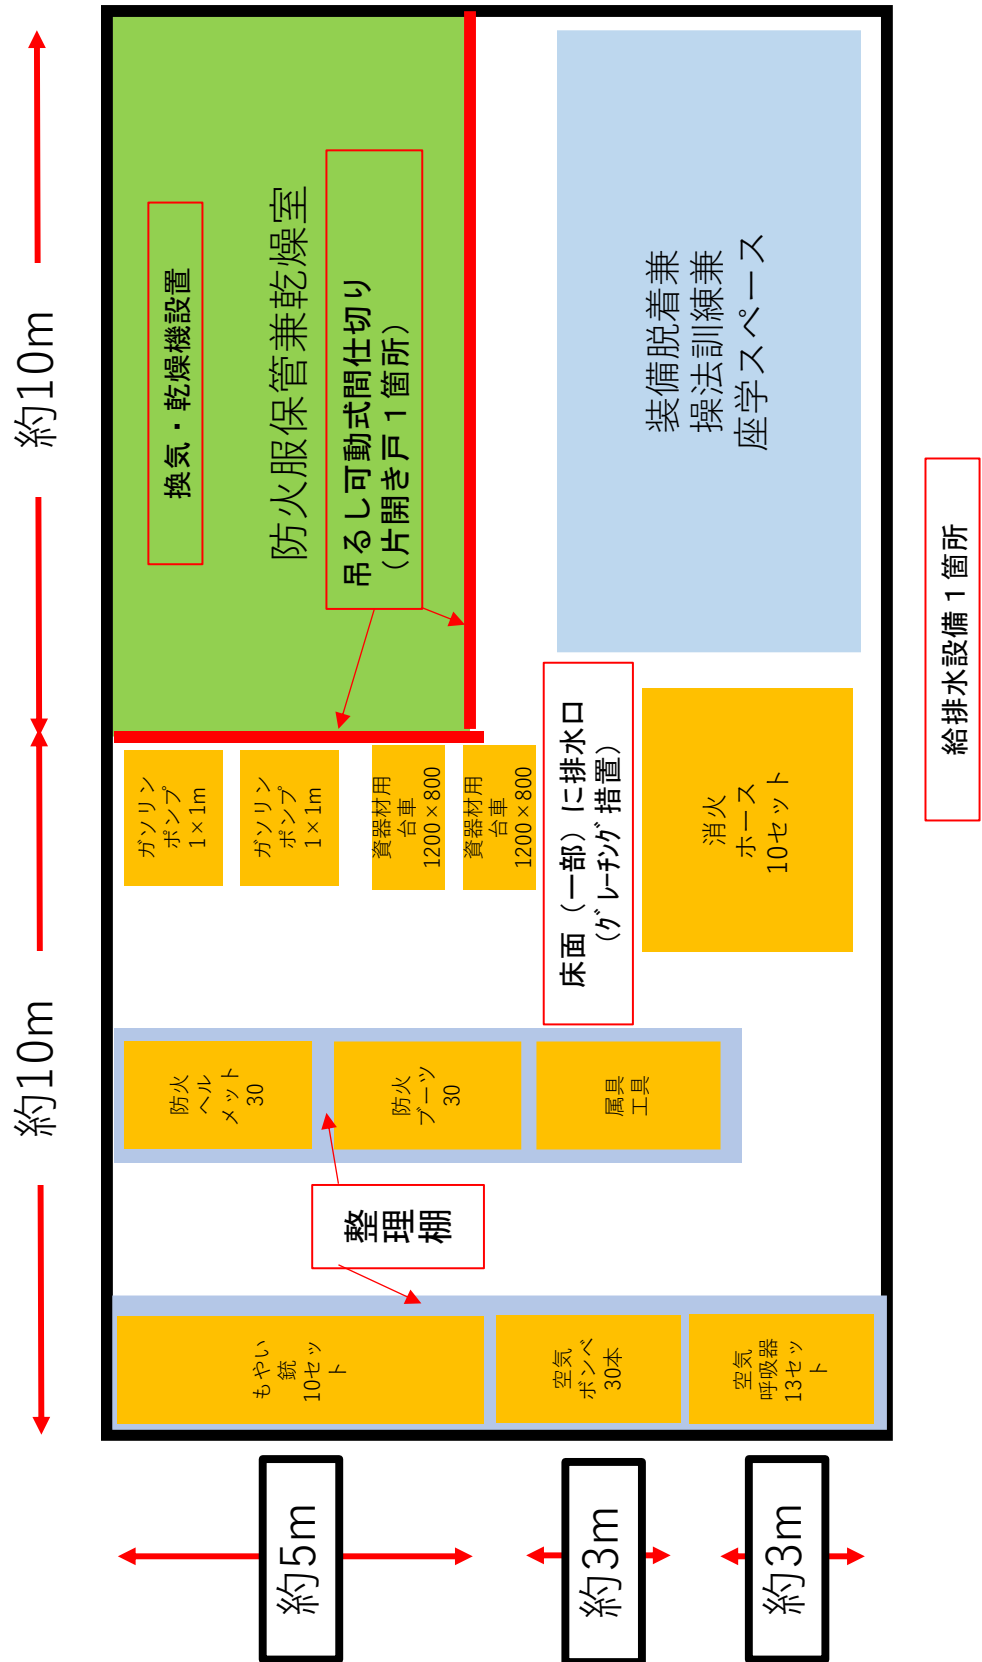 約10m
約10m
換気・乾燥機設置
防火服保管兼乾燥室
吊るし可動式間仕切り
（片開き戸１箇所）
装備脱着兼
操法訓練兼
座学スペース
ガソリン
ポンプ
1×1m
ガソリン
ポンプ
1×1m
資器材用
台車
1200×800
資器材用
台車
1200×800
床面（一部）に排水口
（ｸﾞﾚｰﾁﾝｸﾞ措置）
消火
ホース
10セット
給排水設備１箇所
防火
ヘル
メット
30
防火
ブーツ
30
属具
工具
整理棚
もやい
銃
10セッ
ト
空気
ボンベ
30本
空気
呼吸器
13セッ
ト
約5m
約3m
約3m